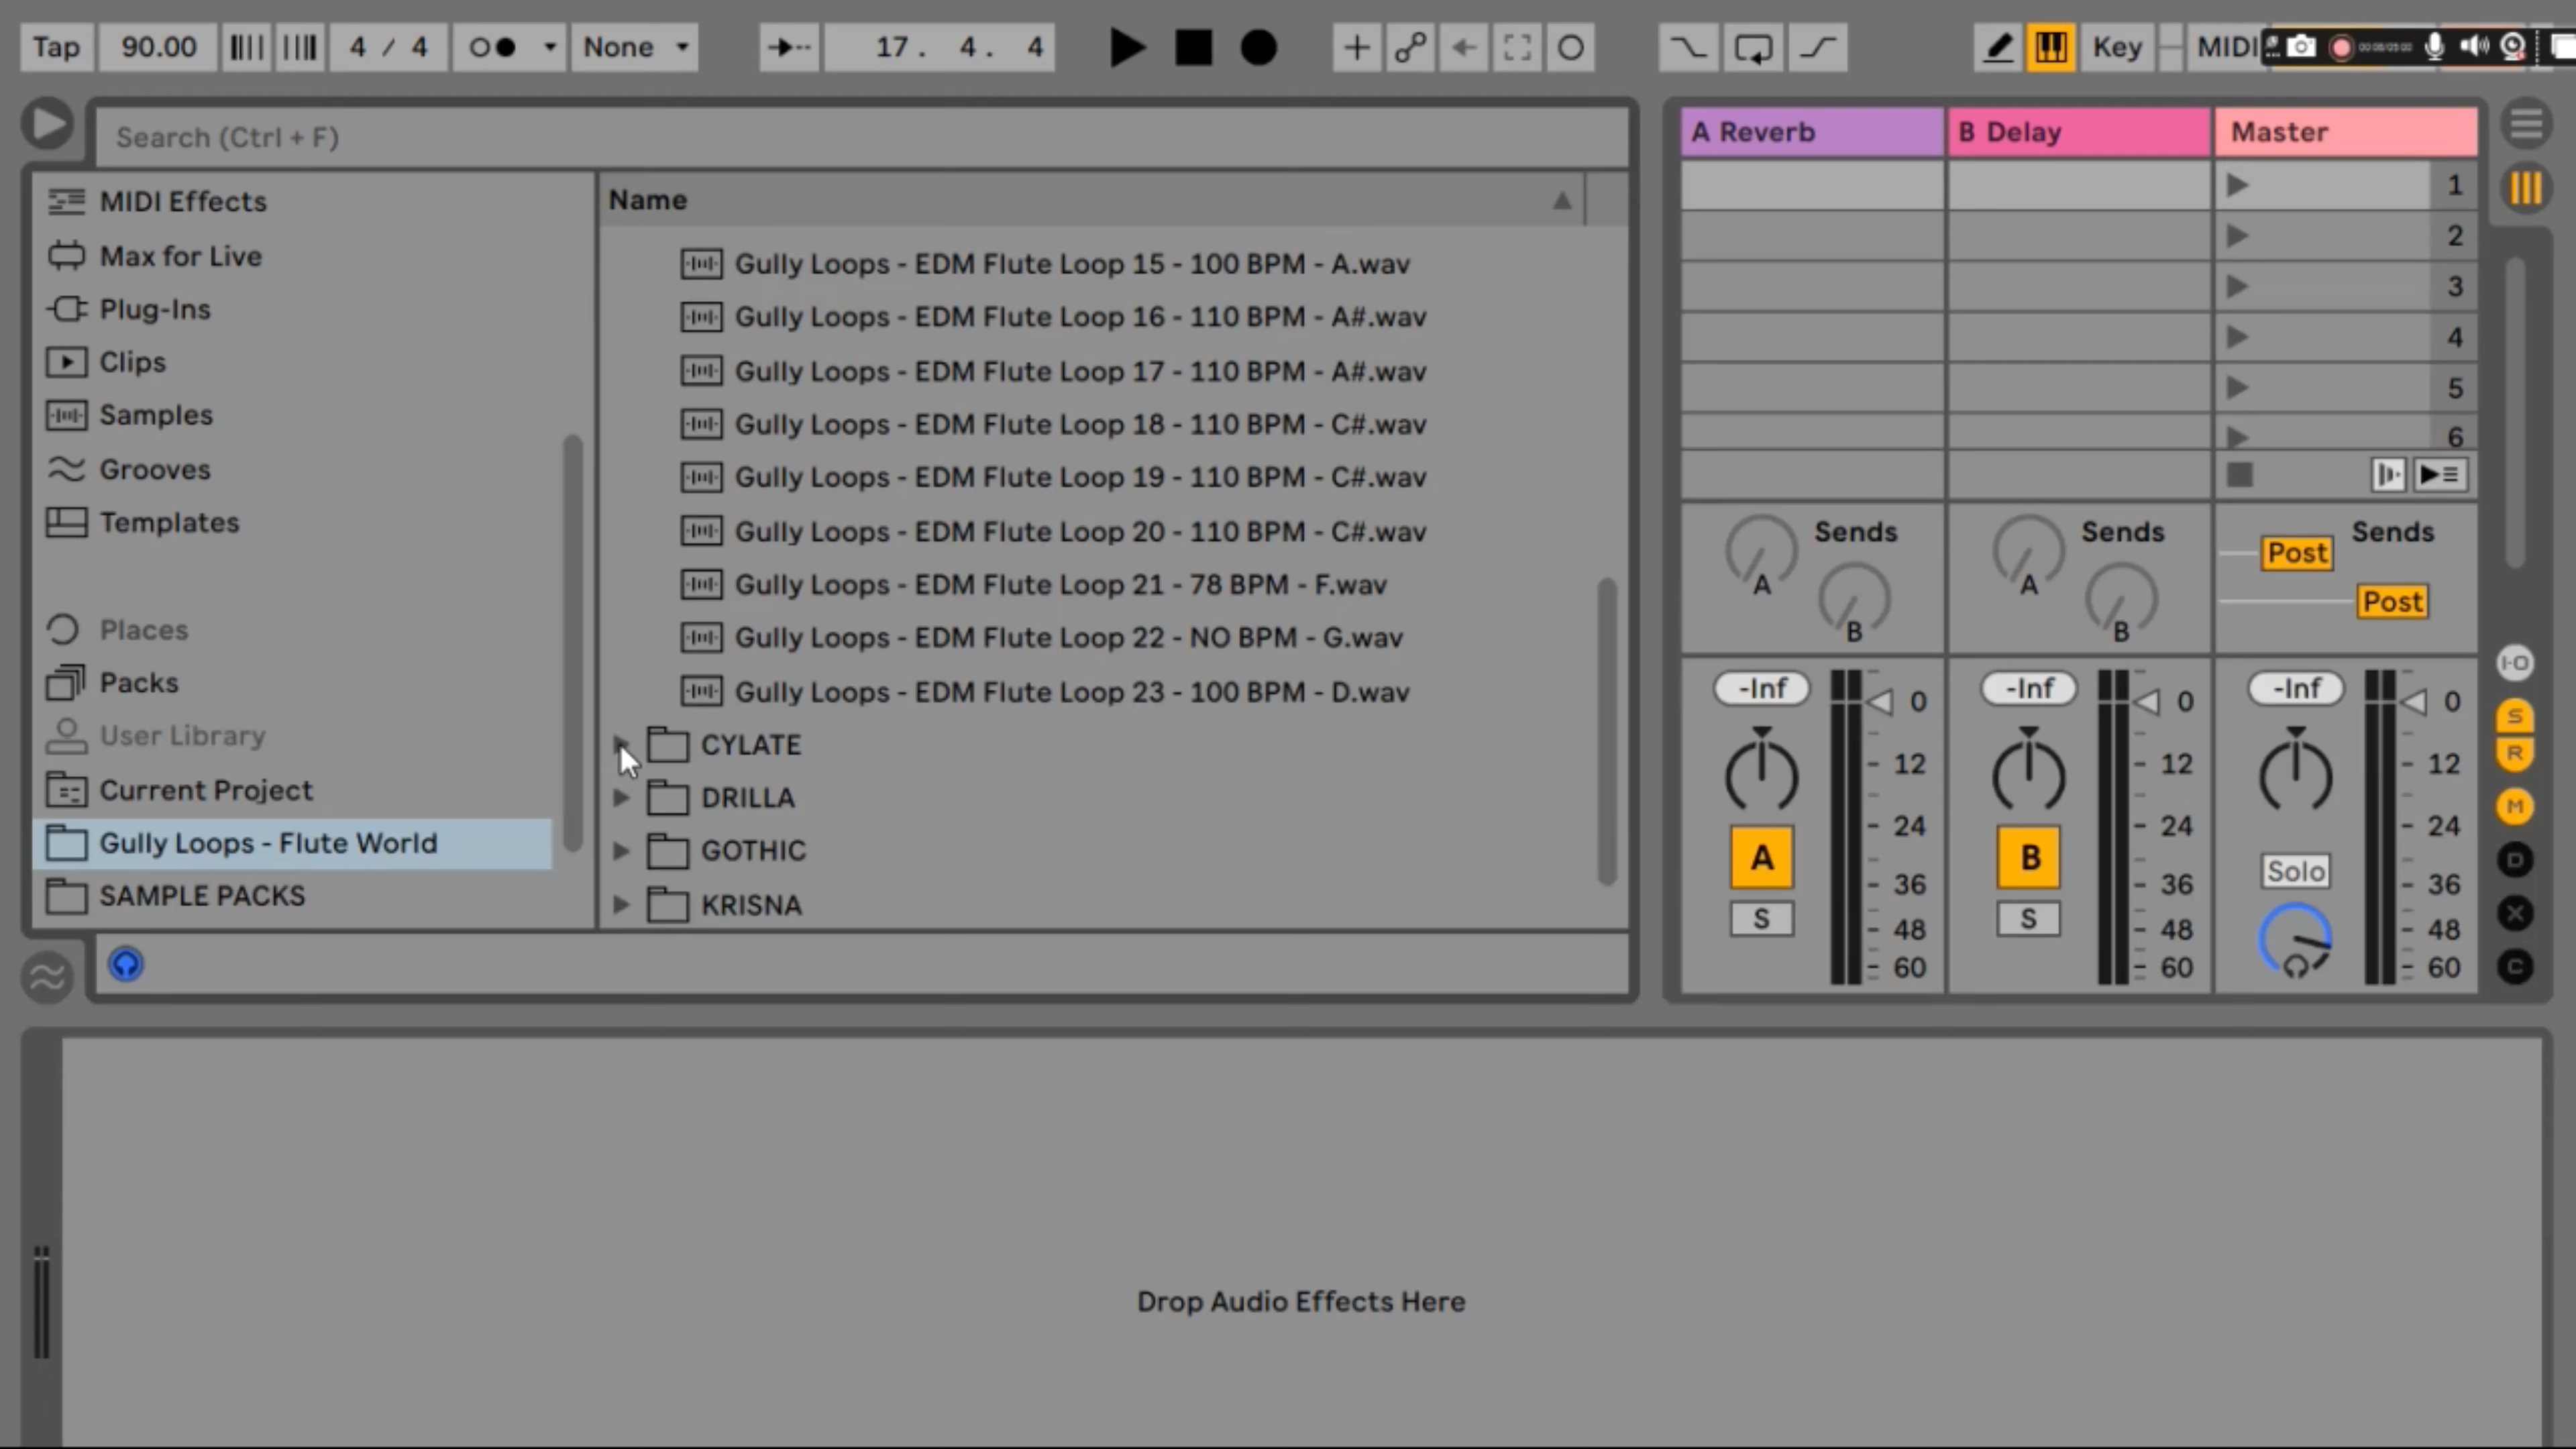 Tap 90.00 4 / 4 None 17. 4. 4 Key MIDI
Search (Ctrl + F)
MIDI Effects
Max for Live
Plug-Ins
Clips
Samples
Grooves
Templates
Places
Packs
User Library
Current Project
Gully Loops - Flute World
SAMPLE PACKS
Name
Gully Loops - EDM Flute Loop 15 - 100 BPM - A.wav
Gully Loops - EDM Flute Loop 16 - 110 BPM - A#.wav
Gully Loops - EDM Flute Loop 17 - 110 BPM - A#.wav
Gully Loops - EDM Flute Loop 18 - 110 BPM - C#.wav
Gully Loops - EDM Flute Loop 19 - 110 BPM - C#.wav
Gully Loops - EDM Flute Loop 20 - 110 BPM - C#.wav
Gully Loops - EDM Flute Loop 21 - 78 BPM - F.wav
Gully Loops - EDM Flute Loop 22 - NO BPM - G.wav
Gully Loops - EDM Flute Loop 23 - 100 BPM - D.wav
CYLATE
DRILLA
GOTHIC
KRISNA
A Reverb B Delay Master
1
2
3
4
5
6
Sends Sends Sends
A A Post
B B Post
-Inf 0 -Inf 0 -Inf 0
12 12 12
24 24 24
A B Solo
36 36 36
S S
48 48 48
60 60 60
I-O
S
R
M
D
X
C
Drop Audio Effects Here